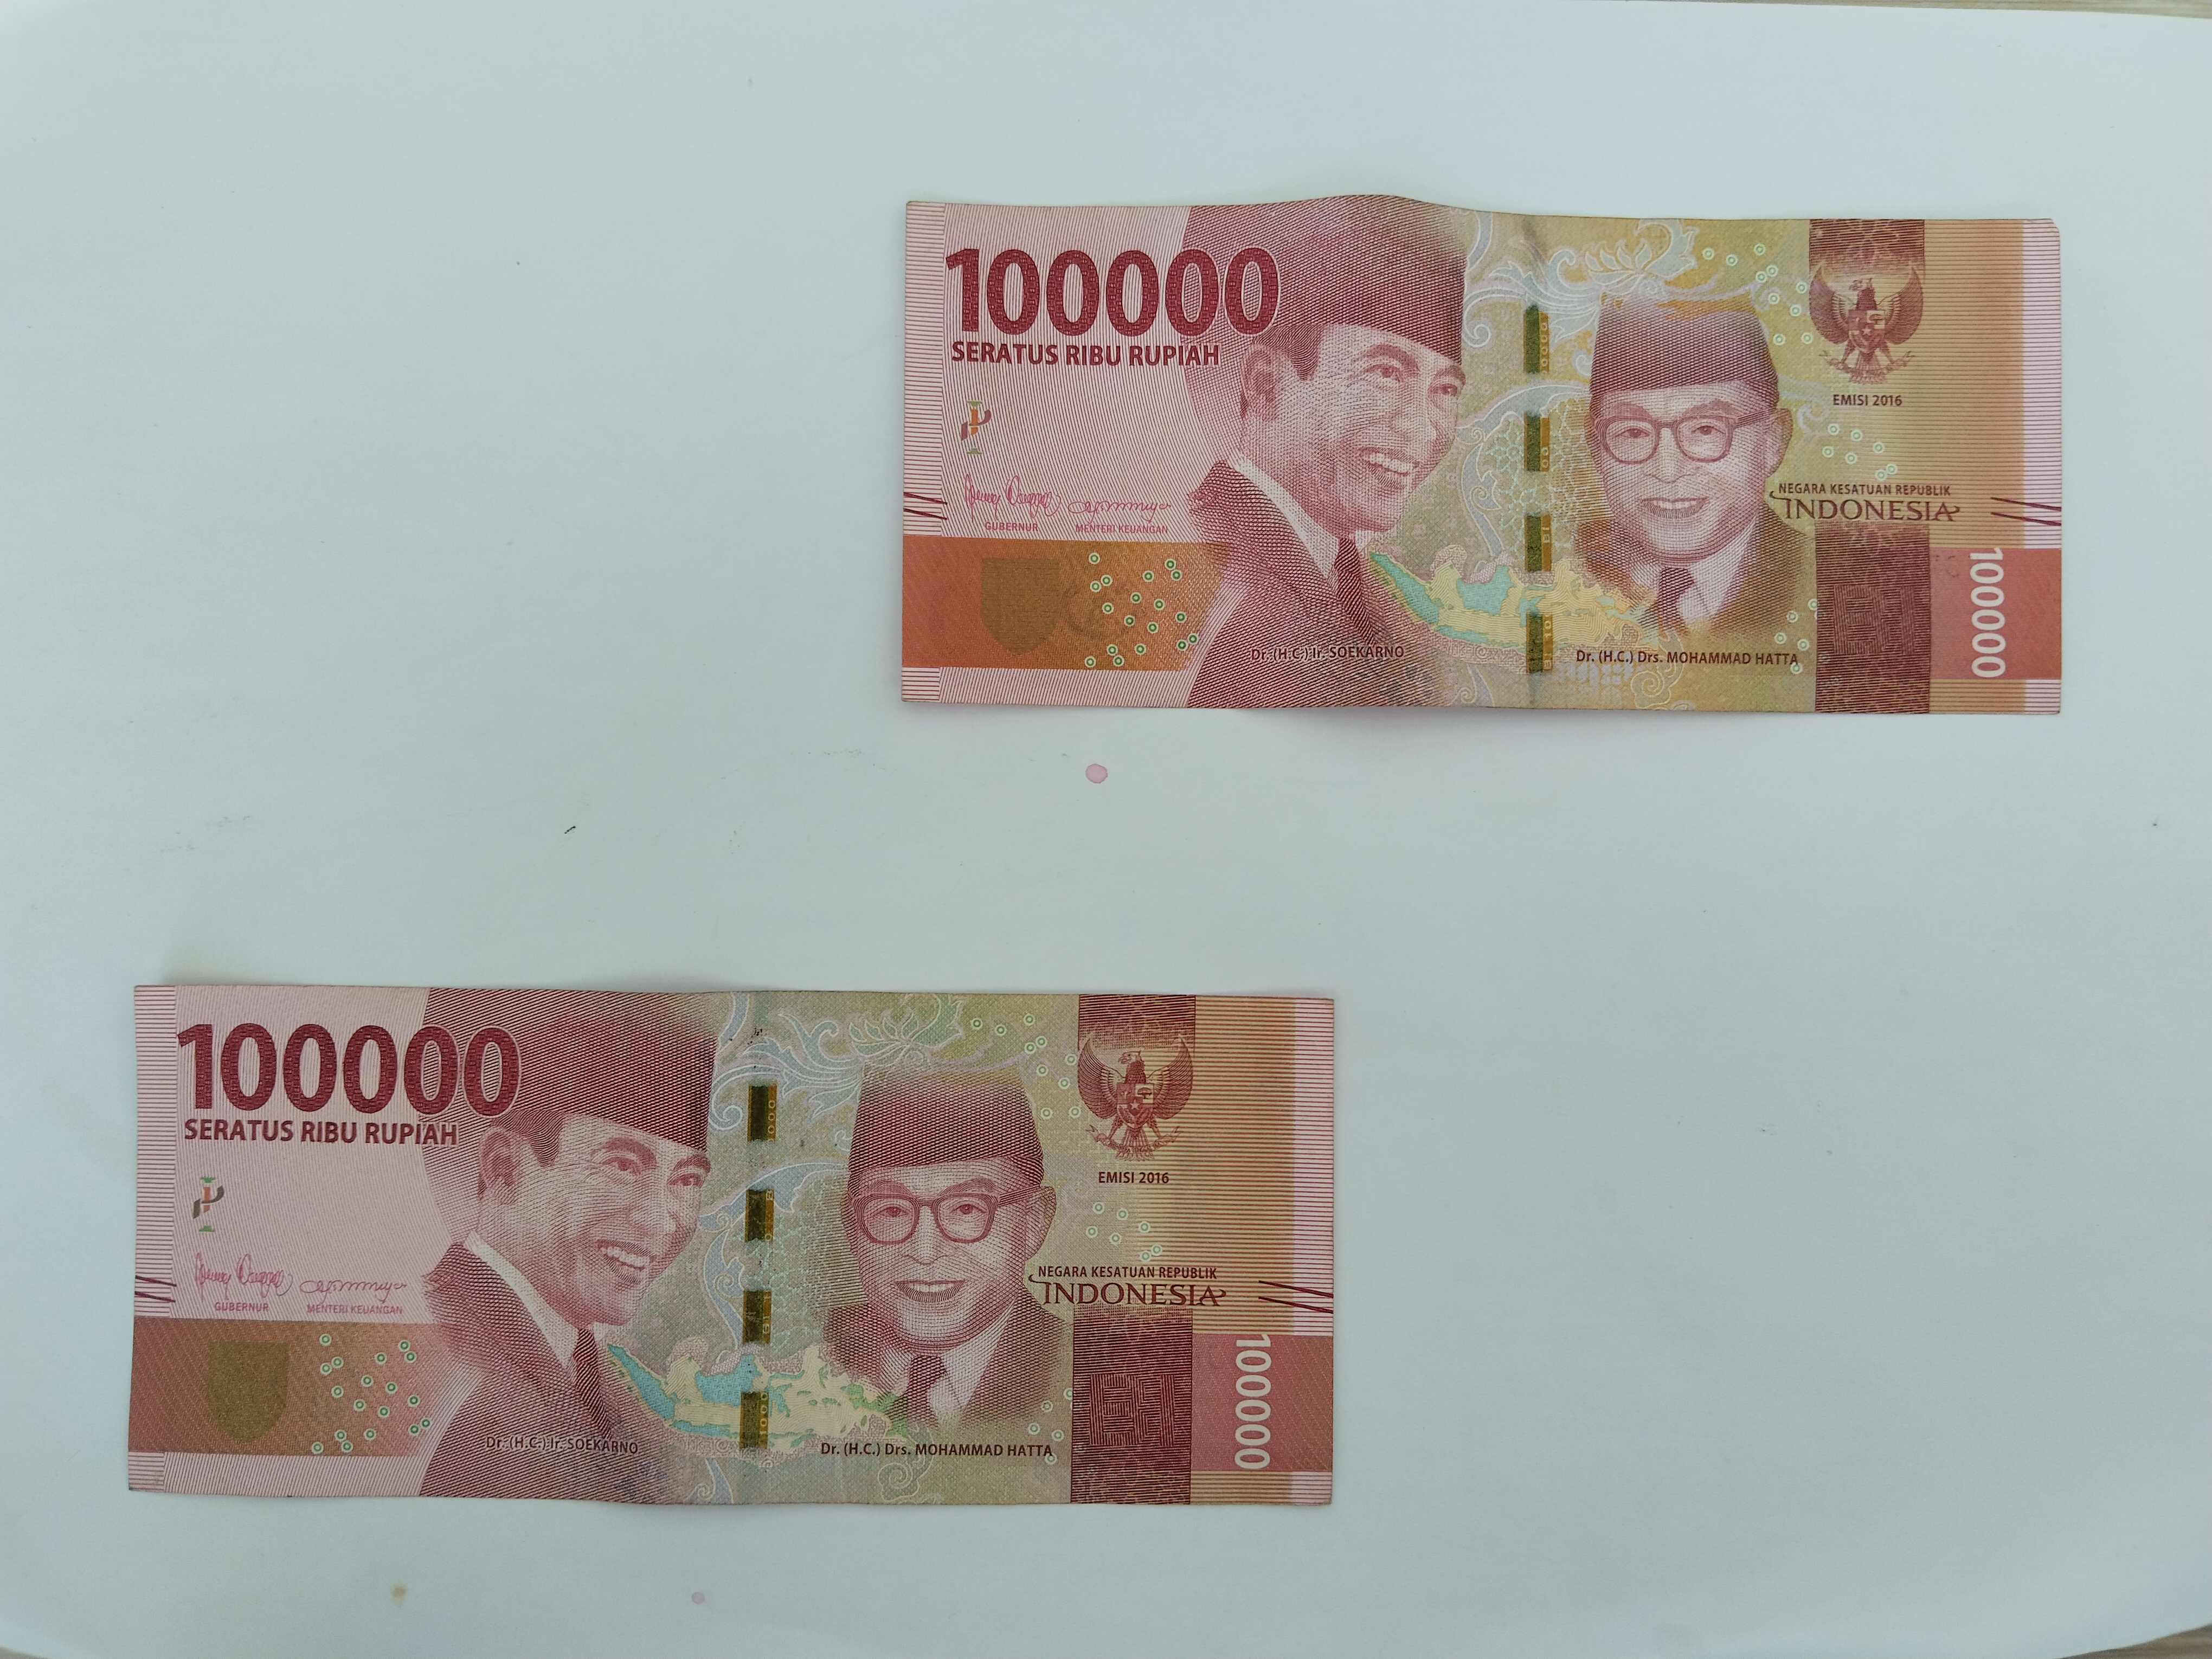 100000
SERATUS RIBU RUPIAH
EMISI 2016
NEGARA KESATUAN REPUBLIK
INDONESIA
GUBERNUR
MENTERI KEUANGAN
100000
Dr. (H.C.) Ir. SOEKARNO
Dr. (H.C.) Drs. MOHAMMAD HATTA
100000
SERATUS RIBU RUPIAH
EMISI 2016
NEGARA KESATUAN REPUBLIK
INDONESIA
GUBERNUR
MENTERI KEUANGAN
100000
Dr. (H.C.) Ir. SOEKARNO
Dr. (H.C.) Drs. MOHAMMAD HATTA